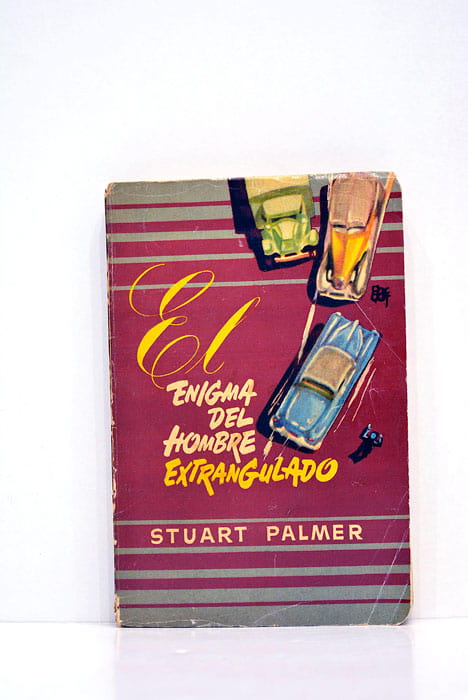 El
ENIGMA
DEL
HOMBRE
EXTRANGULADO
STUART PALMER